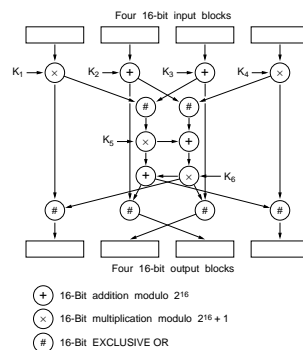 Four 16-bit input blocks
K1 × K2 + K3 + K4 ×
# #
K5 × +
+ × K6
# # # #
Four 16-bit output blocks
+ 16-Bit addition modulo 2^16
× 16-Bit multiplication modulo 2^16 + 1
# 16-Bit EXCLUSIVE OR